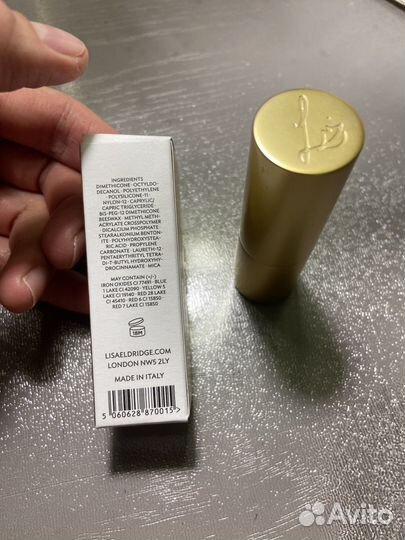 INGREDIENTS
DIMETHICONE · OCTYLDO-
DECANOL · POLYETHYLENE
· POLYSILICONE-11 ·
NYLON-12 · CAPRYLIC/
CAPRIC TRIGLYCERIDE
BIS-PEG-12 DIMETHICONE
BEESWAX · METHYL METH-
ACRYLATE CROSSPOLYMER
· DICALCIUM PHOSPHATE ·
STEARALKONIUM BENTON-
ITE · POLYHYDROXYSTEA-
RIC ACID · PROPYLENE
CARBONATE · LAURETH-12 ·
PENTAERYTHRITYL TETRA-
DI-T-BUTYL HYDROXYHY-
DROCINNAMATE · MICA
MAY CONTAIN (+/-)
IRON OXIDES CI 77491 · BLUE
1 LAKE CI 42090 · YELLOW 5
LAKE CI 19140 · RED 28 LAKE
CI 45410 · RED 6 CI 15850
RED 7 LAKE CI 15850
18M
LISAELDRIDGE.COM
LONDON NW5 2LY
MADE IN ITALY
5 060628 870015 >
Avito